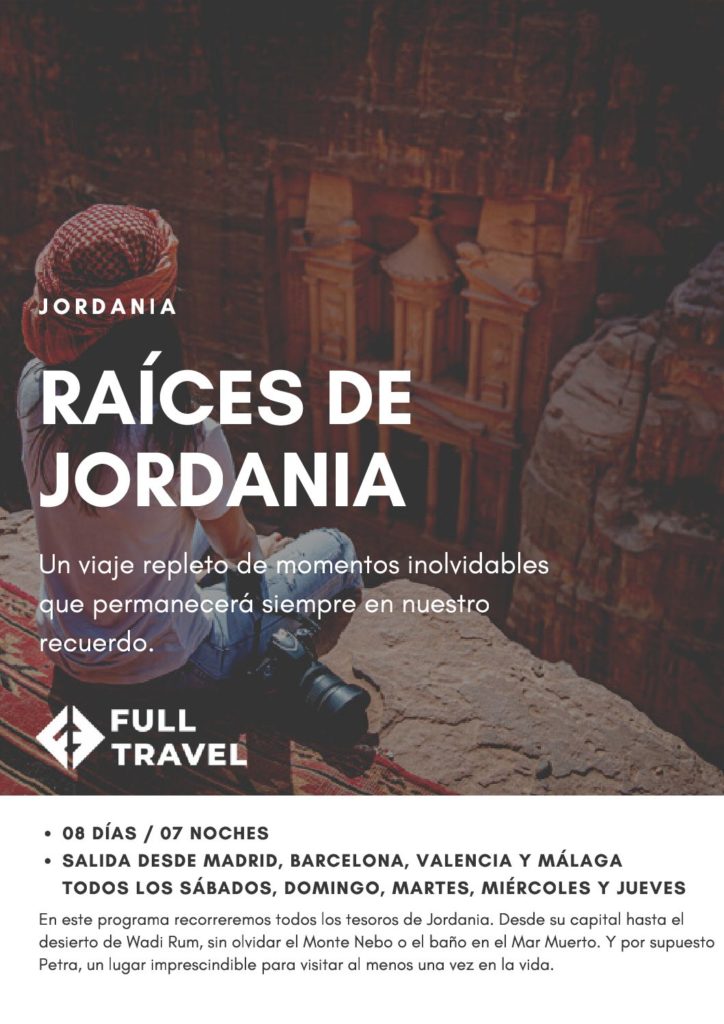 JORDANIA
RAÍCES DE
JORDANIA
Un viaje repleto de momentos inolvidables
que permanecerá siempre en nuestro
recuerdo.
FULL
TRAVEL
• 08 DÍAS / 07 NOCHES
• SALIDA DESDE MADRID, BARCELONA, VALENCIA Y MÁLAGA
TODOS LOS SÁBADOS, DOMINGO, MARTES, MIÉRCOLES Y JUEVES
En este programa recorreremos todos los tesoros de Jordania. Desde su capital hasta el
desierto de Wadi Rum, sin olvidar el Monte Nebo o el baño en el Mar Muerto. Y por supuesto
Petra, un lugar imprescindible para visitar al menos una vez en la vida.